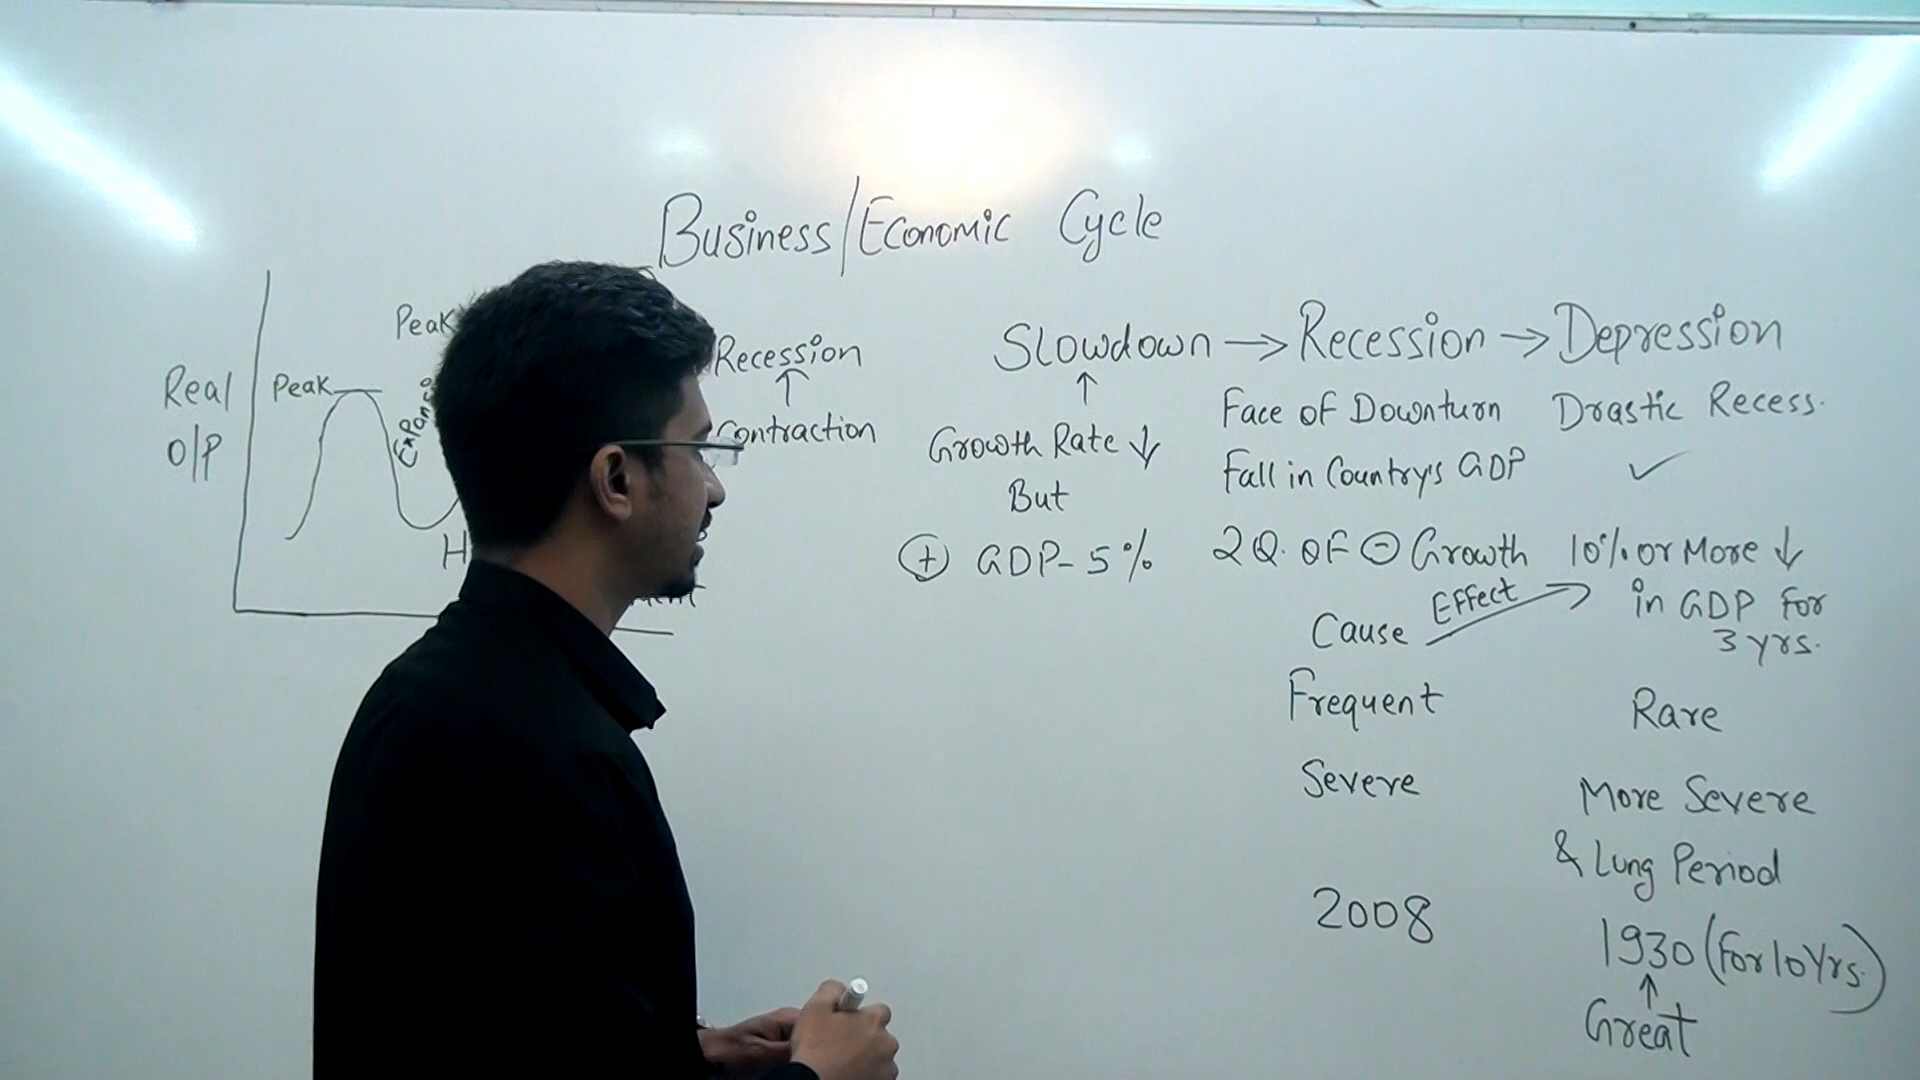 Business/Economic Cycle
Peak
Real
O/P
Peak
Recession
Contraction
Slowdown → Recession → Depression
↑
Growth Rate ↓
But
⊕ GDP - 5%
Face of Downturn
Fall in Country's GDP
2Q. OF ⊖ Growth
Cause
Effect
Frequent
Severe
2008
Drastic Recess.
✓
10% or More ↓
in GDP For
3 yrs.
Rare
More Severe
& Lung Period
1930 (For 10 Yrs.)
↑
Great